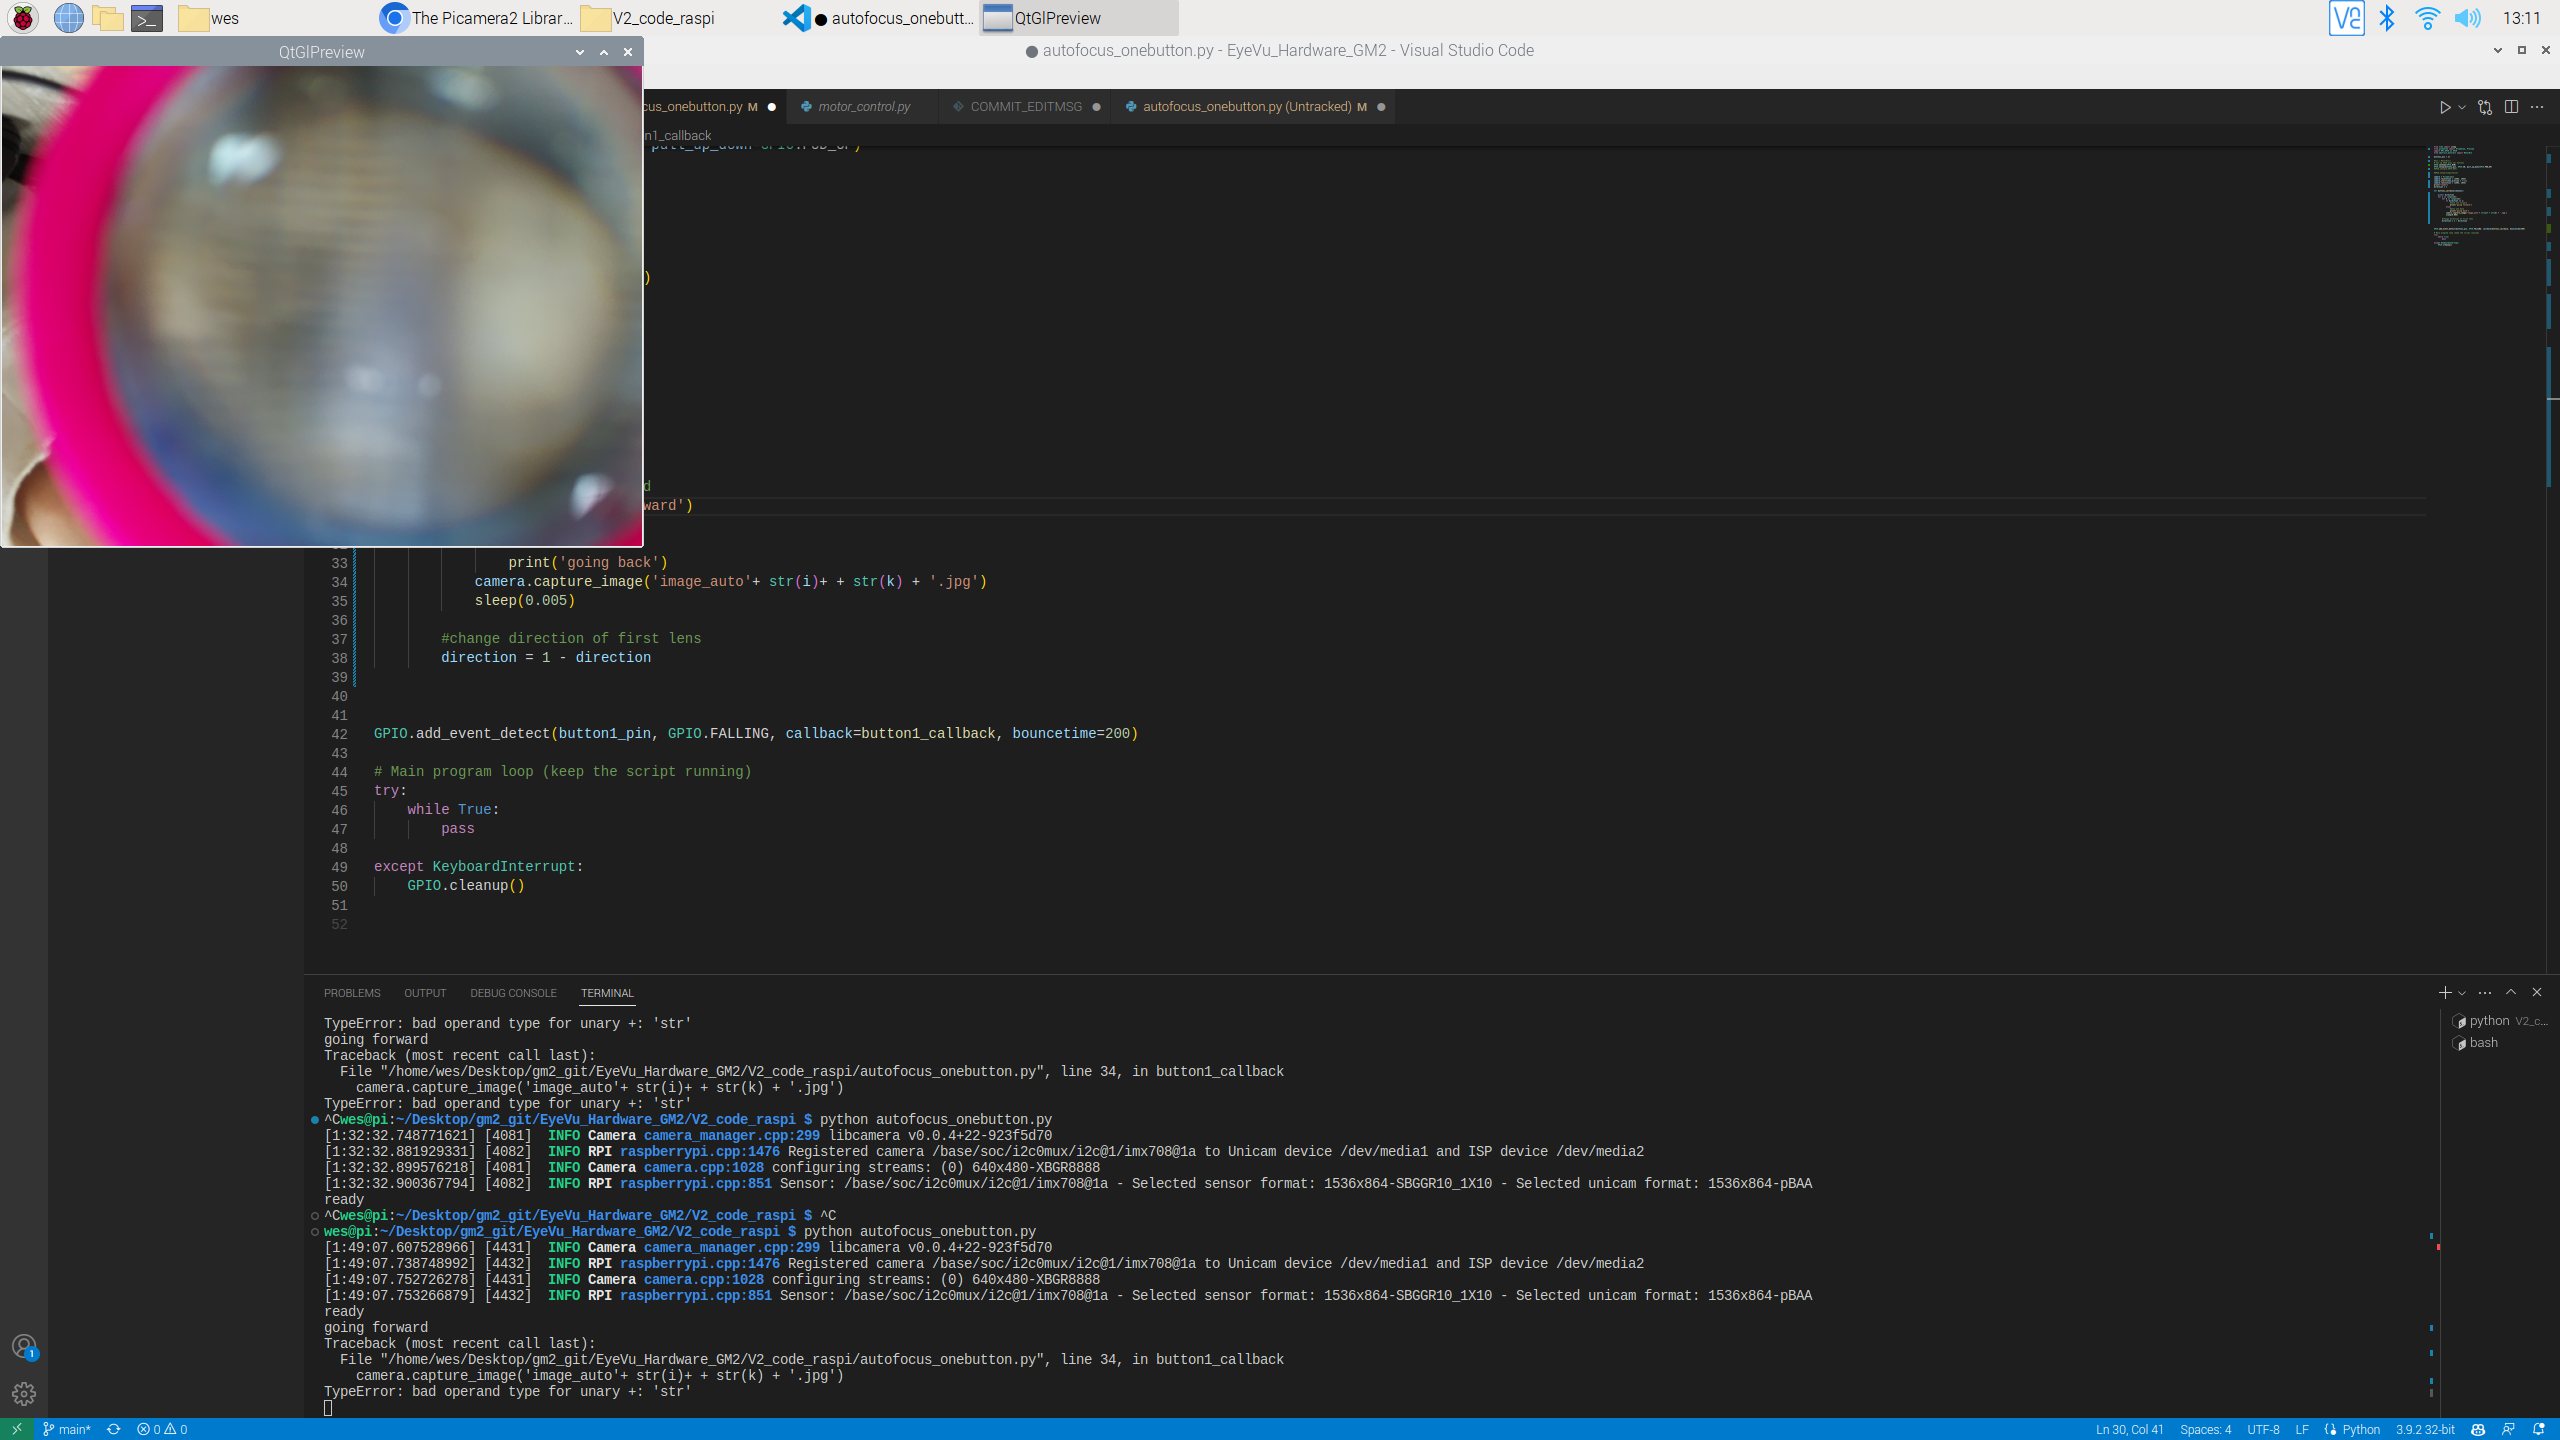 wes
The Picamera2 Librar...
V2_code_raspi
● autofocus_onebutt...
QtGlPreview
13:11
QtGlPreview
● autofocus_onebutton.py - EyeVu_Hardware_GM2 - Visual Studio Code
cus_onebutton.py M ●
motor_control.py
COMMIT_EDITMSG ●
autofocus_onebutton.py (Untracked) M ●
n1_callback
)
d
ward')
33 print('going back')
34 camera.capture_image('image_auto'+ str(i)+ + str(k) + '.jpg')
35 sleep(0.005)
36
37 #change direction of first lens
38 direction = 1 - direction
39
40
41
42 GPIO.add_event_detect(button1_pin, GPIO.FALLING, callback=button1_callback, bouncetime=200)
43
44 # Main program loop (keep the script running)
45 try:
46 while True:
47 pass
48
49 except KeyboardInterrupt:
50 GPIO.cleanup()
51
52
PROBLEMS OUTPUT DEBUG CONSOLE TERMINAL
TypeError: bad operand type for unary +: 'str'
going forward
Traceback (most recent call last):
File "/home/wes/Desktop/gm2_git/EyeVu_Hardware_GM2/V2_code_raspi/autofocus_onebutton.py", line 34, in button1_callback
camera.capture_image('image_auto'+ str(i)+ + str(k) + '.jpg')
TypeError: bad operand type for unary +: 'str'
^Cwes@pi:~/Desktop/gm2_git/EyeVu_Hardware_GM2/V2_code_raspi $ python autofocus_onebutton.py
[1:32:32.748771621] [4081] INFO Camera camera_manager.cpp:299 libcamera v0.0.4+22-923f5d70
[1:32:32.881929331] [4082] INFO RPI raspberrypi.cpp:1476 Registered camera /base/soc/i2c0mux/i2c@1/imx708@1a to Unicam device /dev/media1 and ISP device /dev/media2
[1:32:32.899576218] [4081] INFO Camera camera.cpp:1028 configuring streams: (0) 640x480-XBGR8888
[1:32:32.900367794] [4082] INFO RPI raspberrypi.cpp:851 Sensor: /base/soc/i2c0mux/i2c@1/imx708@1a - Selected sensor format: 1536x864-SBGGR10_1X10 - Selected unicam format: 1536x864-pBAA
ready
^Cwes@pi:~/Desktop/gm2_git/EyeVu_Hardware_GM2/V2_code_raspi $ ^C
wes@pi:~/Desktop/gm2_git/EyeVu_Hardware_GM2/V2_code_raspi $ python autofocus_onebutton.py
[1:49:07.607528966] [4431] INFO Camera camera_manager.cpp:299 libcamera v0.0.4+22-923f5d70
[1:49:07.738748992] [4432] INFO RPI raspberrypi.cpp:1476 Registered camera /base/soc/i2c0mux/i2c@1/imx708@1a to Unicam device /dev/media1 and ISP device /dev/media2
[1:49:07.752726278] [4431] INFO Camera camera.cpp:1028 configuring streams: (0) 640x480-XBGR8888
[1:49:07.753266879] [4432] INFO RPI raspberrypi.cpp:851 Sensor: /base/soc/i2c0mux/i2c@1/imx708@1a - Selected sensor format: 1536x864-SBGGR10_1X10 - Selected unicam format: 1536x864-pBAA
ready
going forward
Traceback (most recent call last):
File "/home/wes/Desktop/gm2_git/EyeVu_Hardware_GM2/V2_code_raspi/autofocus_onebutton.py", line 34, in button1_callback
camera.capture_image('image_auto'+ str(i)+ + str(k) + '.jpg')
TypeError: bad operand type for unary +: 'str'
python V2_c...
bash
1
main* 0 0
Ln 30, Col 41 Spaces: 4 UTF-8 LF Python 3.9.2 32-bit